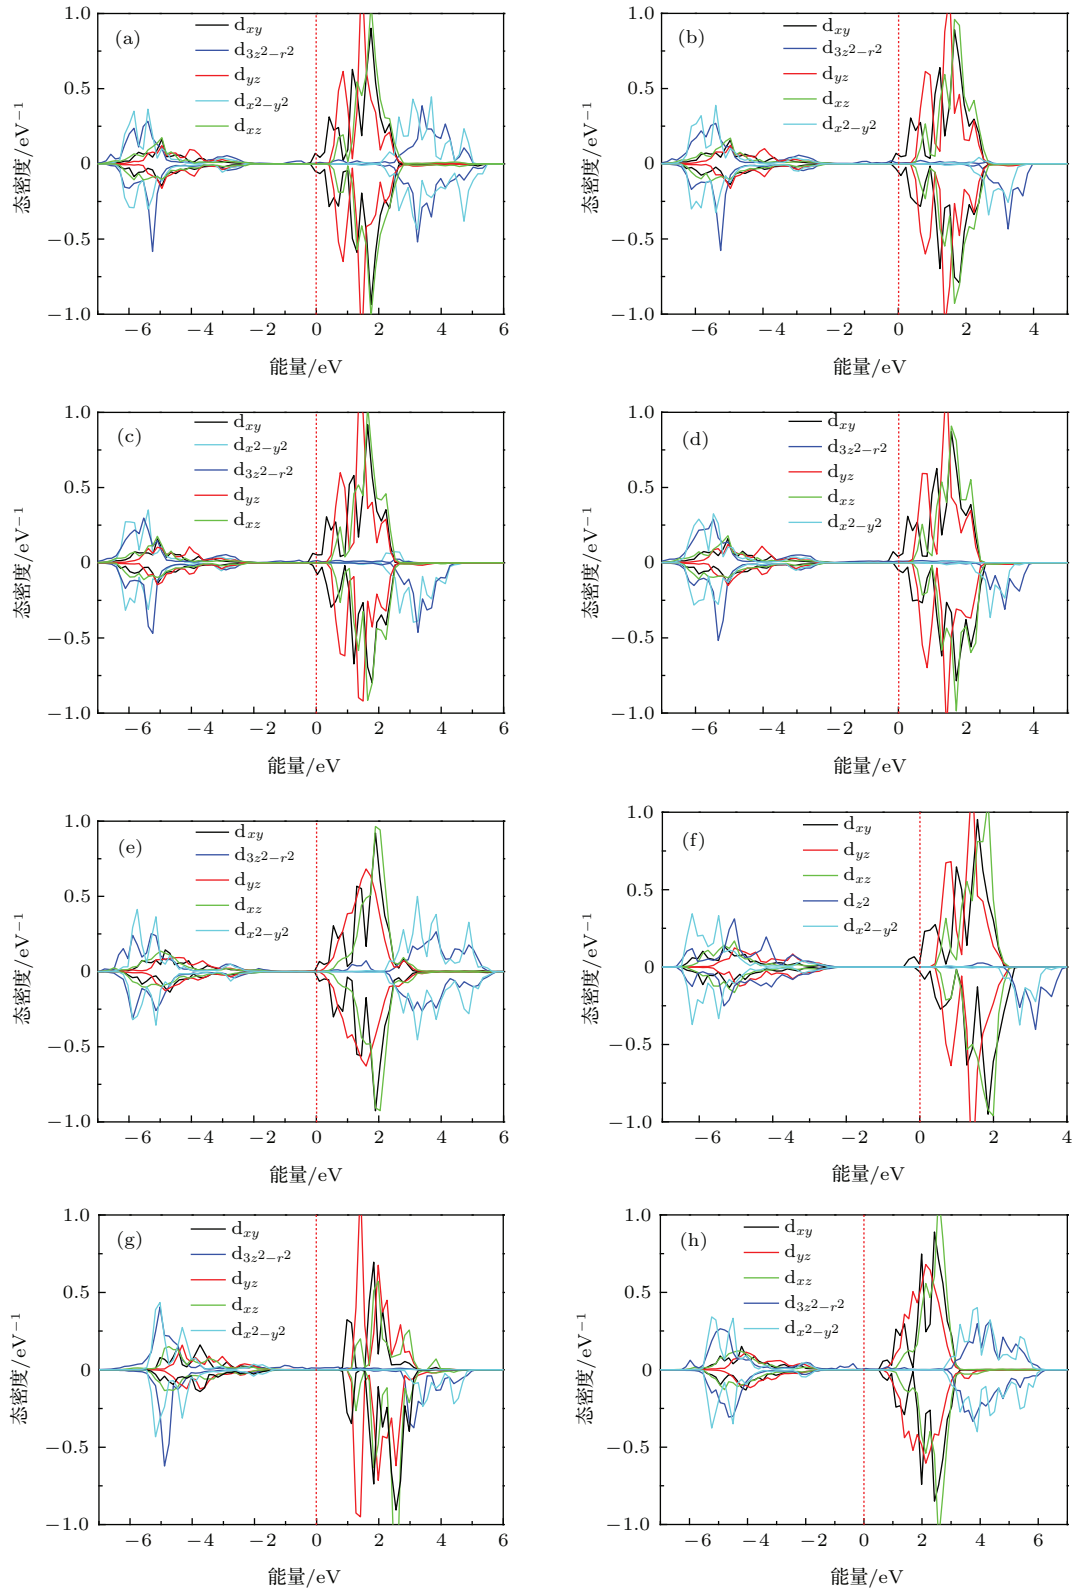 (a)
d_{xy}
d_{3z²−r²}
d_{yz}
d_{x²−y²}
d_{xz}
1.0
0.5
0
−0.5
−1.0
态密度/eV⁻¹
−6 −4 −2 0 2 4 6
能量/eV
(b)
d_{xy}
d_{3z²−r²}
d_{yz}
d_{xz}
d_{x²−y²}
1.0
0.5
0
−0.5
−1.0
态密度/eV⁻¹
−6 −4 −2 0 2 4
能量/eV
(c)
d_{xy}
d_{x²−y²}
d_{3z²−r²}
d_{yz}
d_{xz}
1.0
0.5
0
−0.5
−1.0
态密度/eV⁻¹
−6 −4 −2 0 2 4 6
能量/eV
(d)
d_{xy}
d_{3z²−r²}
d_{yz}
d_{xz}
d_{x²−y²}
1.0
0.5
0
−0.5
−1.0
态密度/eV⁻¹
−6 −4 −2 0 2 4
能量/eV
(e)
d_{xy}
d_{3z²−r²}
d_{yz}
d_{xz}
d_{x²−y²}
1.0
0.5
0
−0.5
−1.0
态密度/eV⁻¹
−6 −4 −2 0 2 4 6
能量/eV
(f)
d_{xy}
d_{yz}
d_{xz}
d_{z²}
d_{x²−y²}
1.0
0.5
0
−0.5
−1.0
态密度/eV⁻¹
−6 −4 −2 0 2 4
能量/eV
(g)
d_{xy}
d_{3z²−r²}
d_{yz}
d_{xz}
d_{x²−y²}
1.0
0.5
0
−0.5
−1.0
态密度/eV⁻¹
−6 −4 −2 0 2 4 6
能量/eV
(h)
d_{xy}
d_{yz}
d_{xz}
d_{3z²−r²}
d_{x²−y²}
1.0
0.5
0
−0.5
−1.0
态密度/eV⁻¹
−6 −4 −2 0 2 4 6
能量/eV